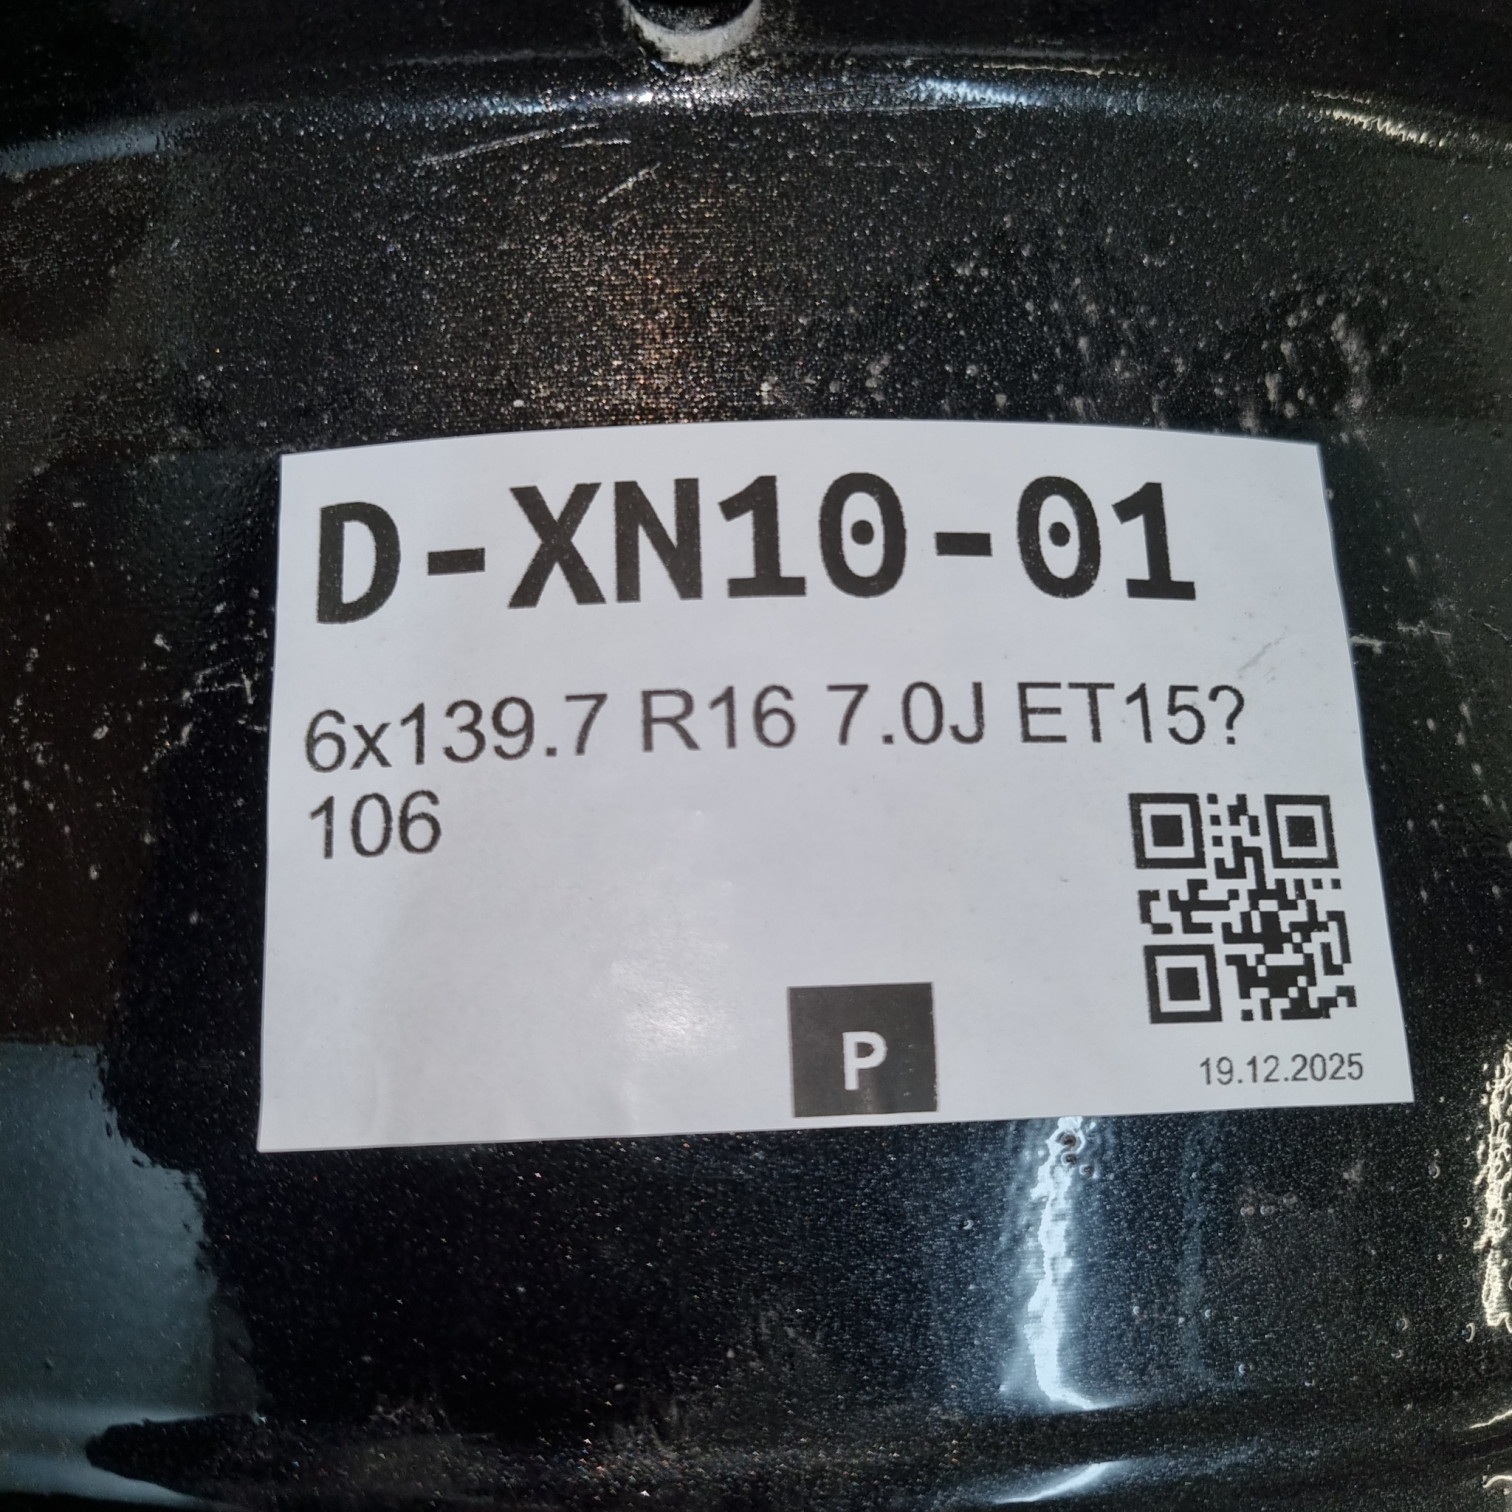 D-XN10-01
6x139.7 R16 7.0J ET15?
106
P
19.12.2025